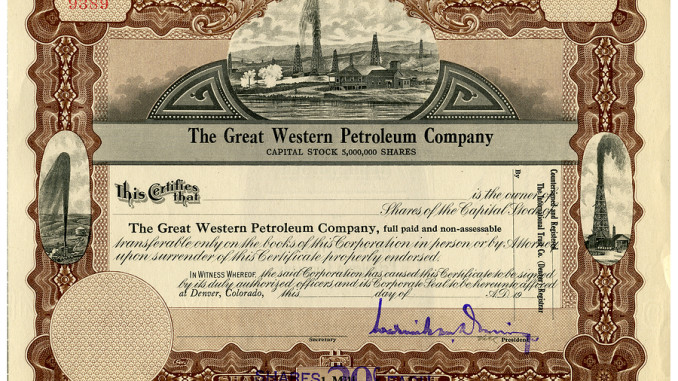 9389
The Great Western Petroleum Company
CAPITAL STOCK 5,000,000 SHARES
This Certifies that
is the owner of
Shares of the Capital Stock of
The Great Western Petroleum Company, full paid and non-assessable
transferable only on the books of this Corporation in person or by Attorney
upon surrender of this Certificate properly endorsed.
IN WITNESS WHEREOF, the said Corporation has caused this Certificate to be signed
by its duly authorized officers and its Corporate Seal to be hereunto affixed
at Denver, Colorado, this day of A.D. 19
Secretary
President
Countersigned and Registered
The International Trust Co. (Denver) Registrar
By
SHARES